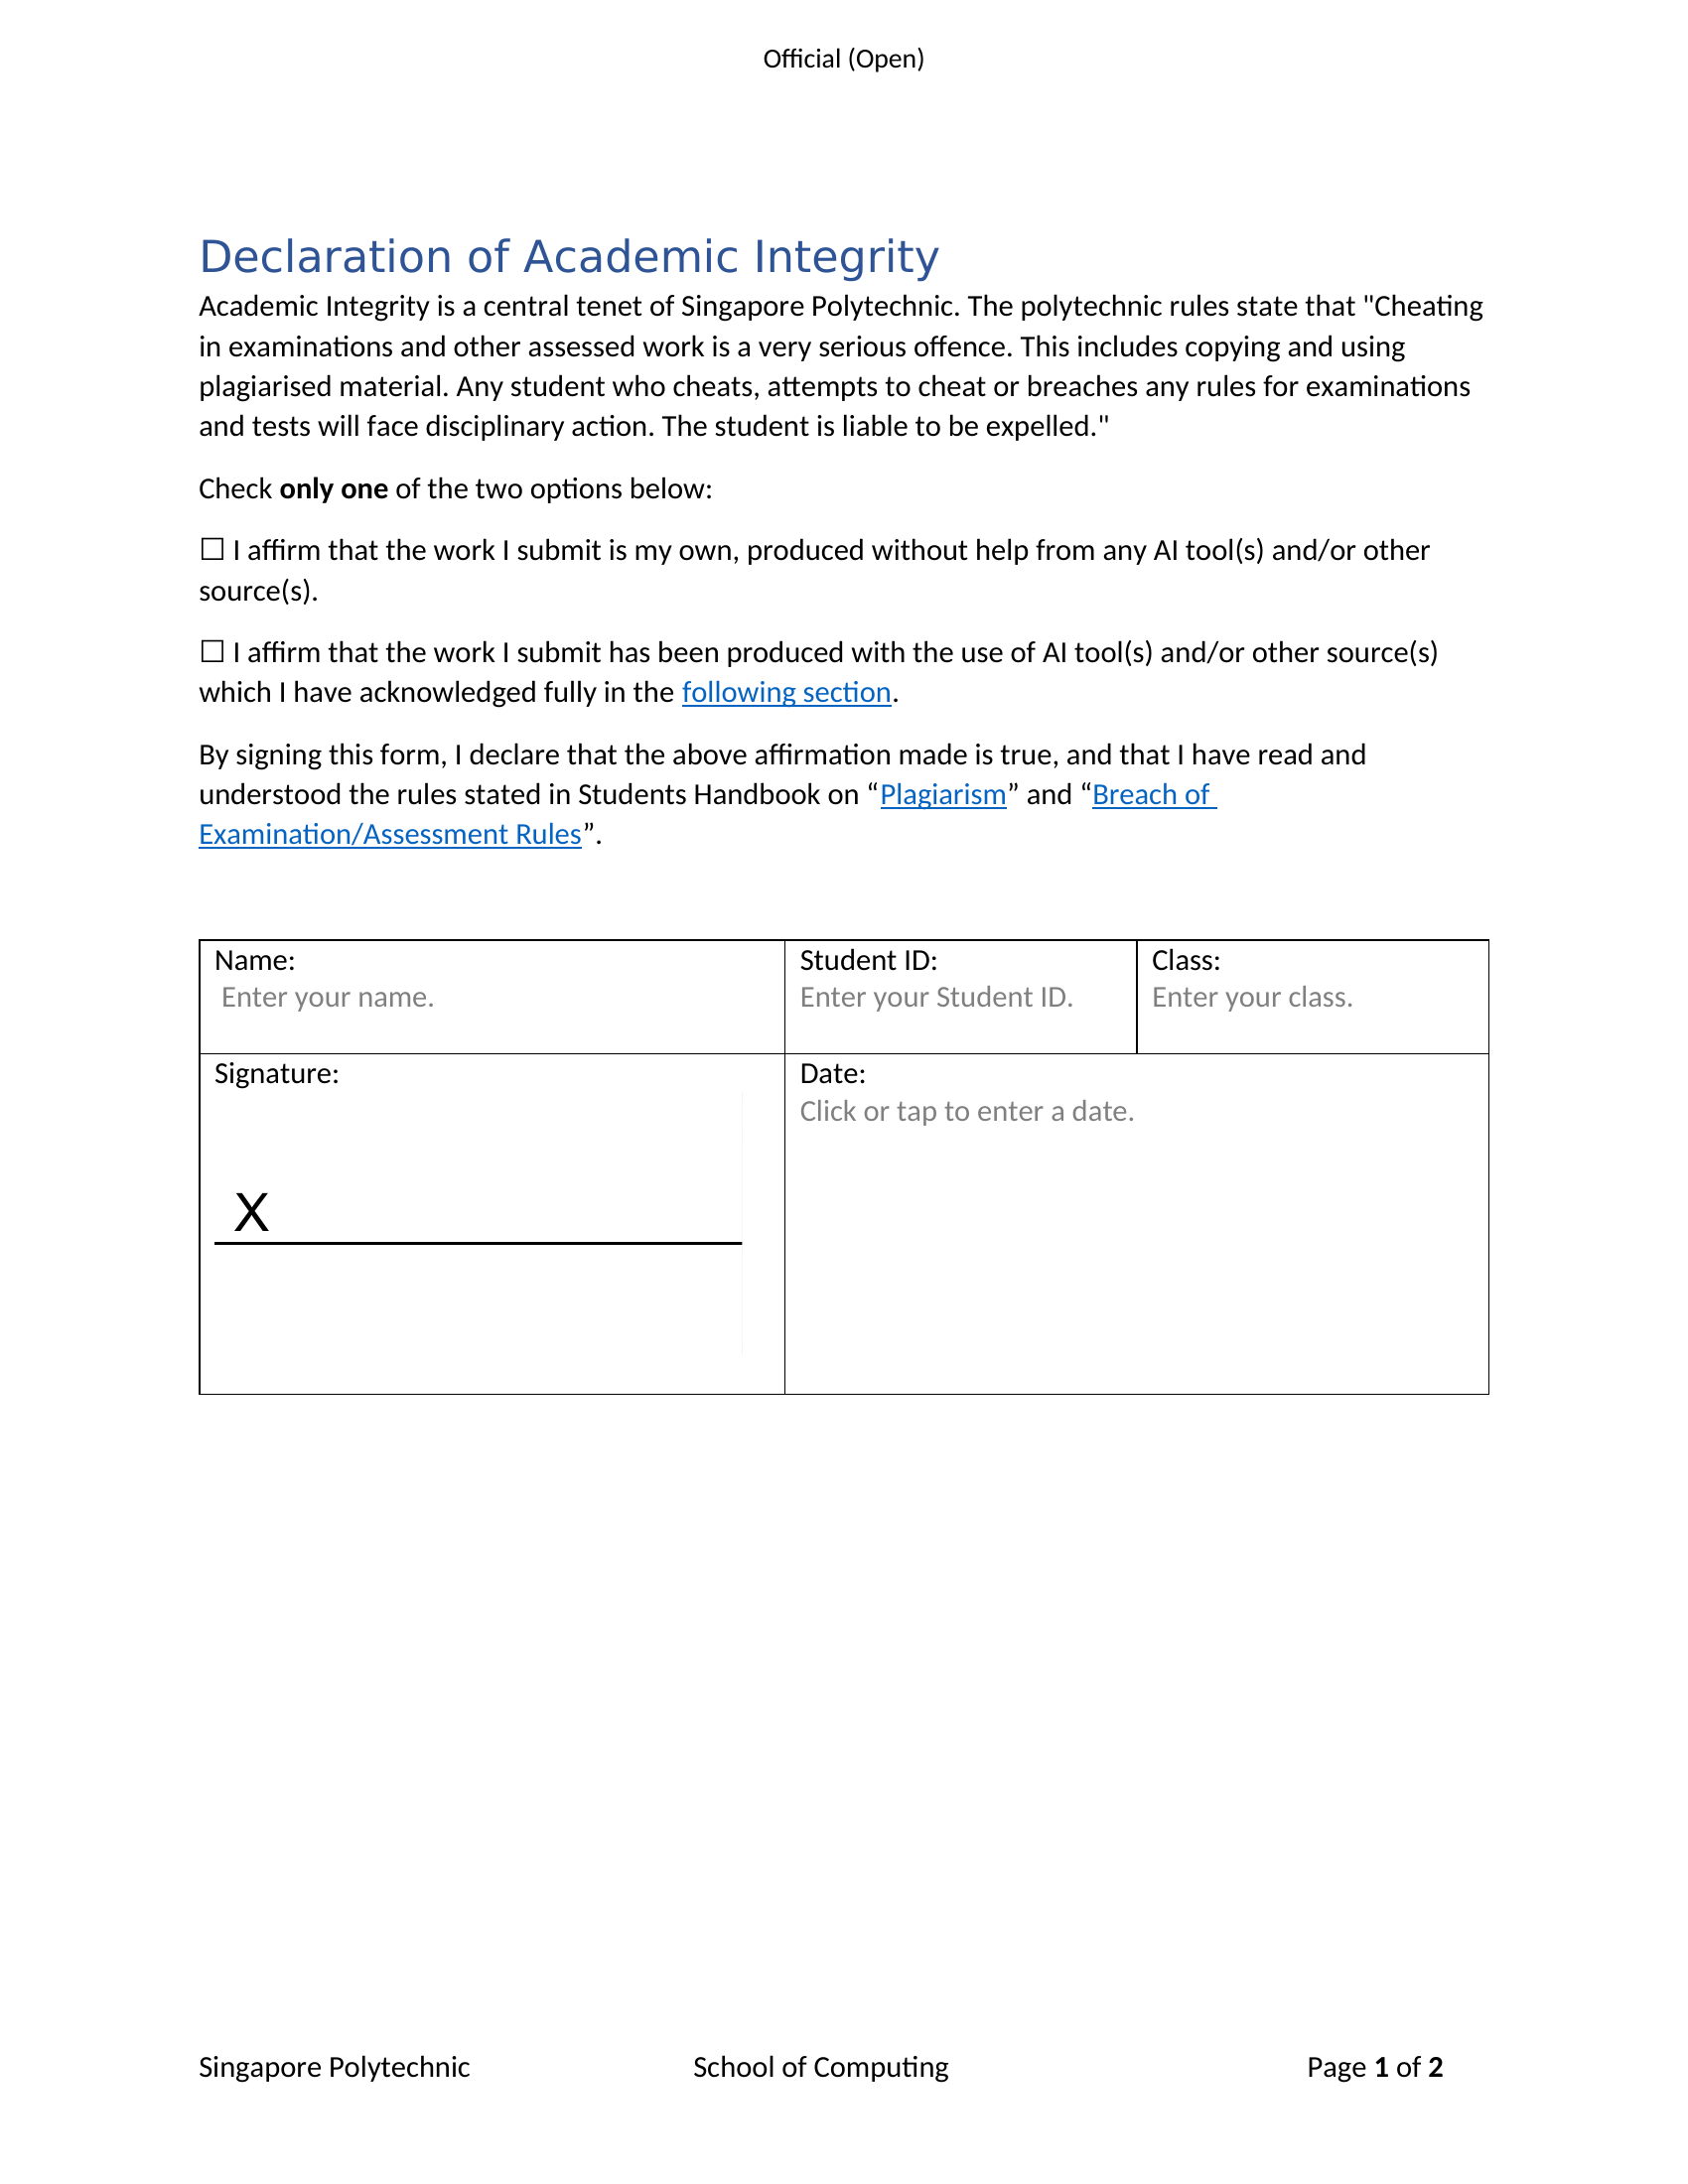 Official (Open)
Declaration of Academic Integrity
Academic Integrity is a central tenet of Singapore Polytechnic. The polytechnic rules state that "Cheating
in examinations and other assessed work is a very serious offence. This includes copying and using
plagiarised material. Any student who cheats, attempts to cheat or breaches any rules for examinations
and tests will face disciplinary action. The student is liable to be expelled."
Check only one of the two options below:
☐ I affirm that the work I submit is my own, produced without help from any AI tool(s) and/or other
source(s).
☐ I affirm that the work I submit has been produced with the use of AI tool(s) and/or other source(s)
which I have acknowledged fully in the following section.
By signing this form, I declare that the above affirmation made is true, and that I have read and
understood the rules stated in Students Handbook on “Plagiarism” and “Breach of
Examination/Assessment Rules”.
Name:
Enter your name.
Student ID:
Enter your Student ID.
Class:
Enter your class.
Signature:
X
Date:
Click or tap to enter a date.
Singapore Polytechnic School of Computing Page 1 of 2